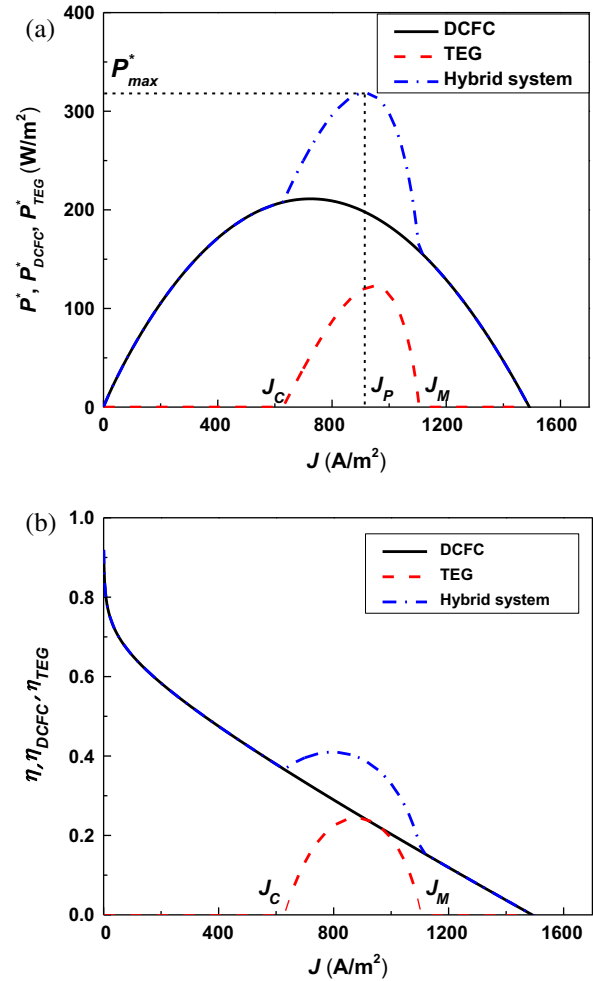 (a)
400
300
200
100
0
P*, P*DCFC, P*TEG (W/m²)
DCFC
TEG
Hybrid system
P*max
JC
JP
JM
0
400
800
1200
1600
J (A/m²)
(b)
1.0
0.8
0.6
0.4
0.2
0.0
η, ηDCFC, ηTEG
DCFC
TEG
Hybrid system
JC
JM
0
400
800
1200
1600
J (A/m²)